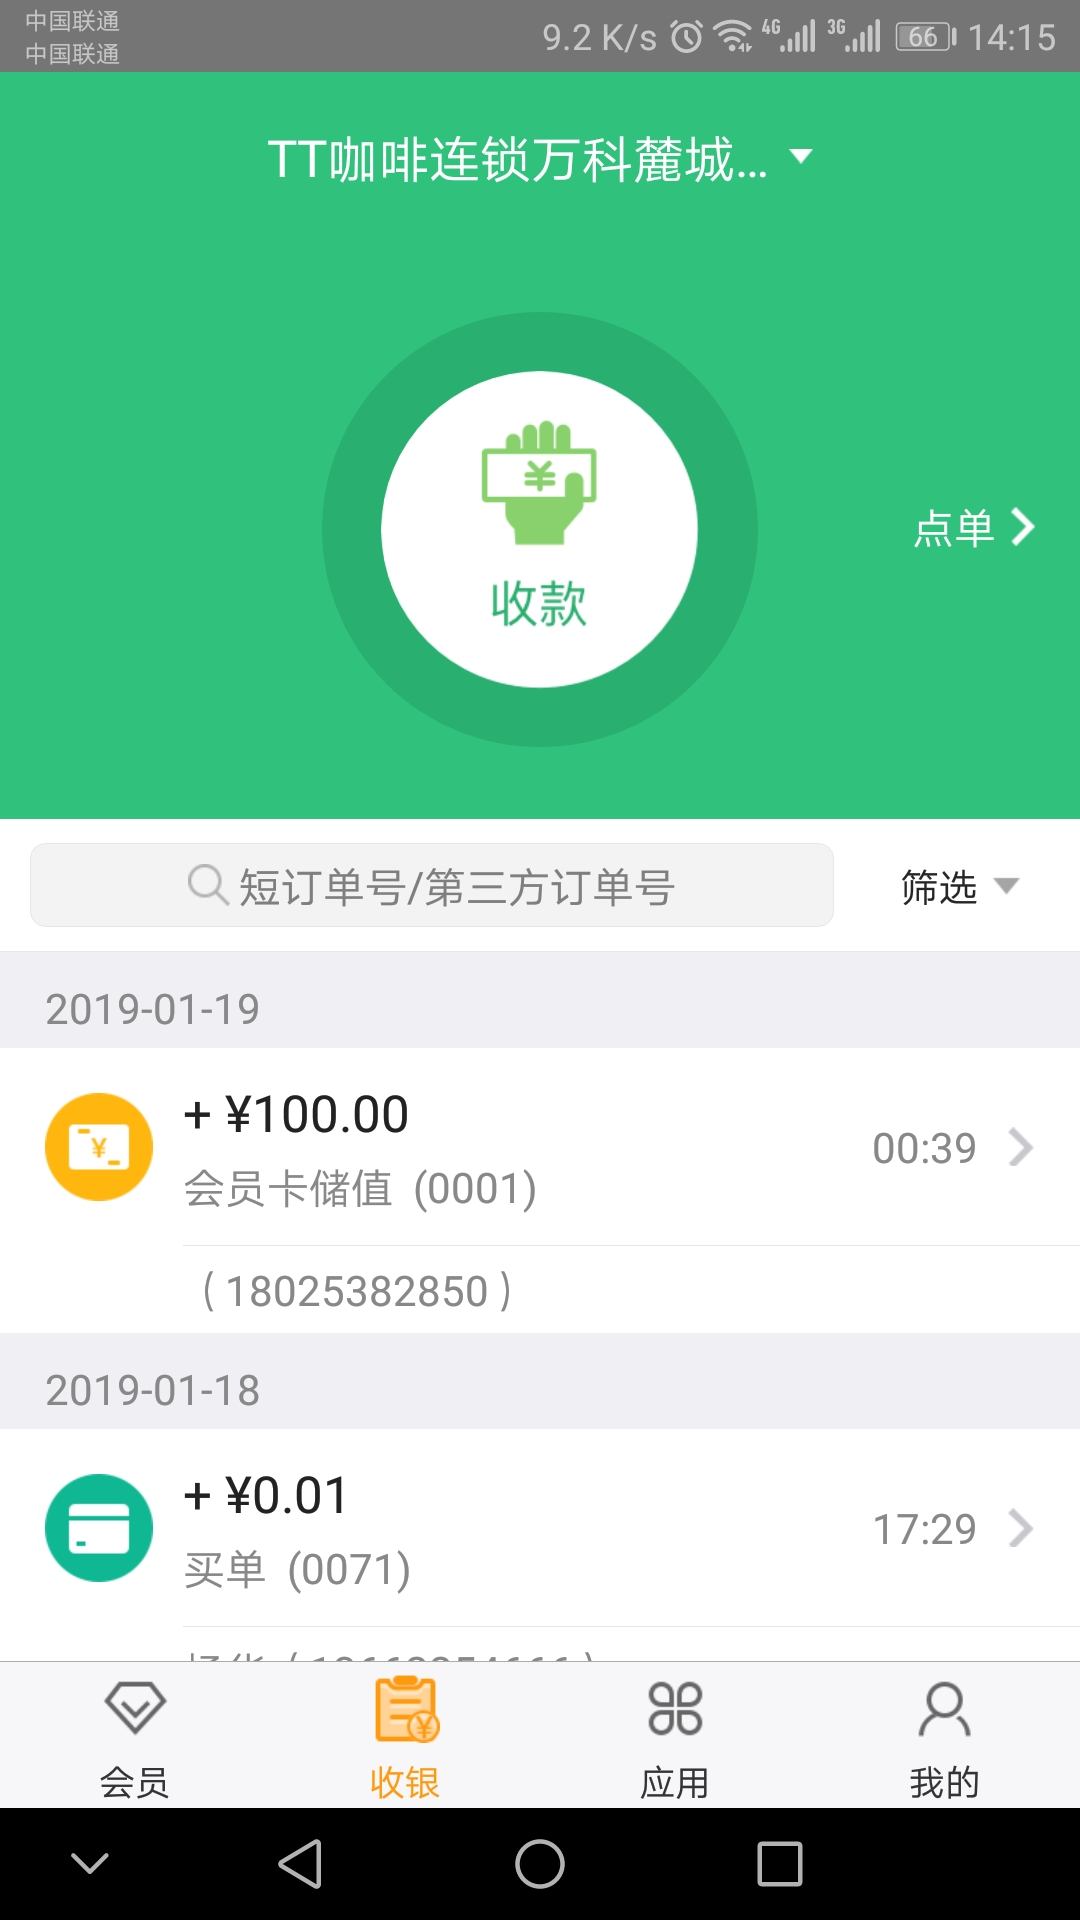 中国联通
中国联通
9.2 K/s 4G 3G 66 14:15
TT咖啡连锁万科麓城...
¥
收款
点单
短订单号/第三方订单号
筛选
2019-01-19
+ ¥100.00
会员卡储值 (0001)
00:39
（18025382850）
2019-01-18
+ ¥0.01
买单 (0071)
17:29
会员
收银
应用
我的